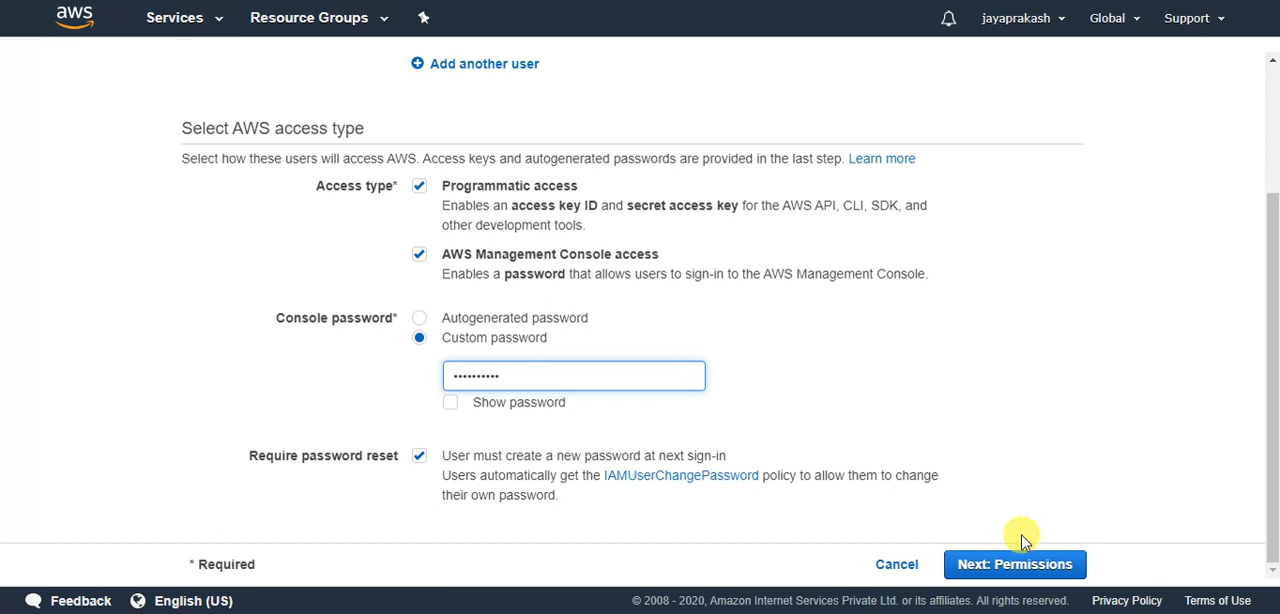 aws Services Resource Groups jayaprakash Global Support
Add another user
Select AWS access type
Select how these users will access AWS. Access keys and autogenerated passwords are provided in the last step. Learn more
Access type* Programmatic access
Enables an access key ID and secret access key for the AWS API, CLI, SDK, and
other development tools.
AWS Management Console access
Enables a password that allows users to sign-in to the AWS Management Console.
Console password* Autogenerated password
Custom password
••••••••••
Show password
Require password reset User must create a new password at next sign-in
Users automatically get the IAMUserChangePassword policy to allow them to change
their own password.
* Required Cancel Next: Permissions
Feedback English (US) © 2008 - 2020, Amazon Internet Services Private Ltd. or its affiliates. All rights reserved. Privacy Policy Terms of Use